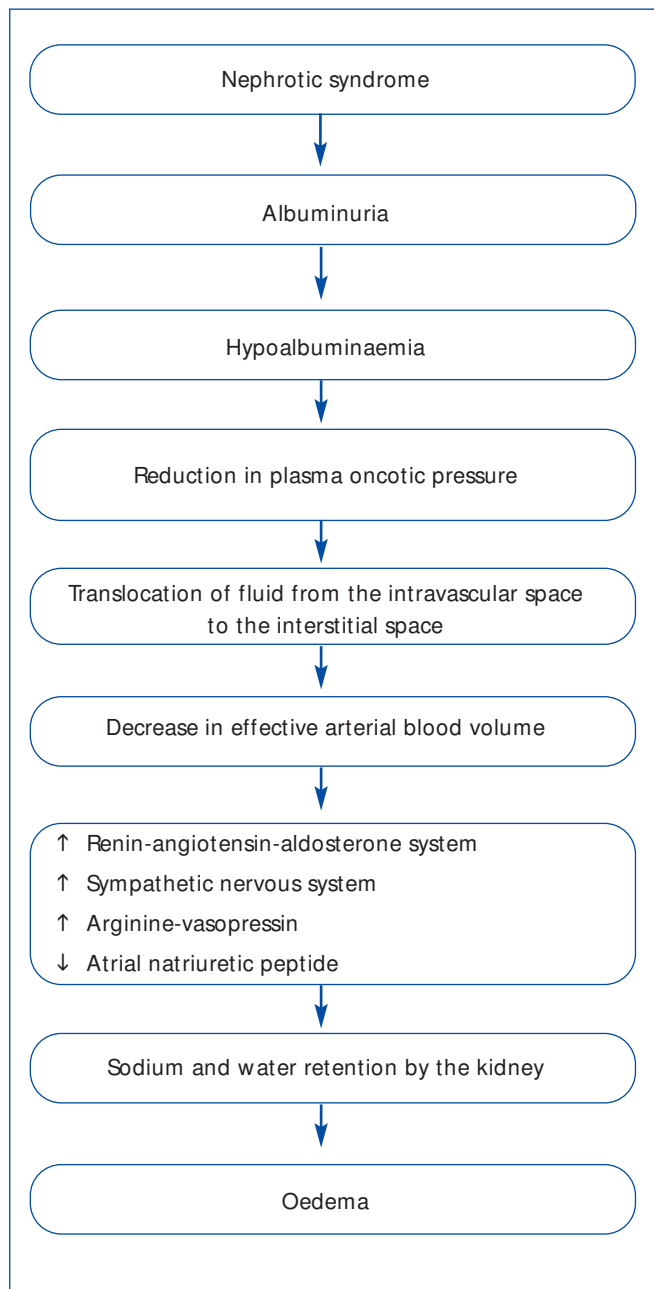 Nephrotic syndrome
Albuminuria
Hypoalbuminaemia
Reduction in plasma oncotic pressure
Translocation of fluid from the intravascular space
to the interstitial space
Decrease in effective arterial blood volume
↑ Renin-angiotensin-aldosterone system
↑ Sympathetic nervous system
↑ Arginine-vasopressin
↓ Atrial natriuretic peptide
Sodium and water retention by the kidney
Oedema